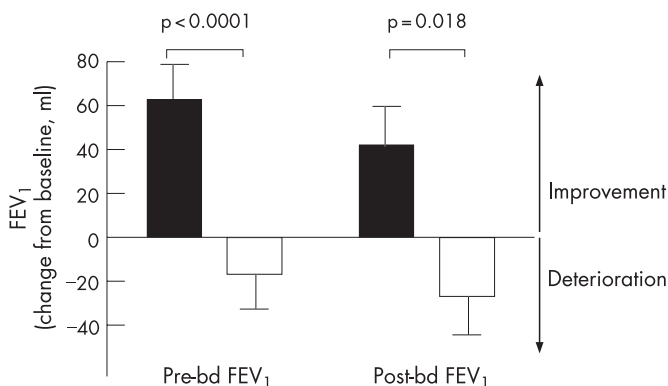 p<0.0001
p=0.018
80
60
40
20
0
−20
−40
FEV₁
(change from baseline, ml)
Improvement
Deterioration
Pre-bd FEV₁
Post-bd FEV₁